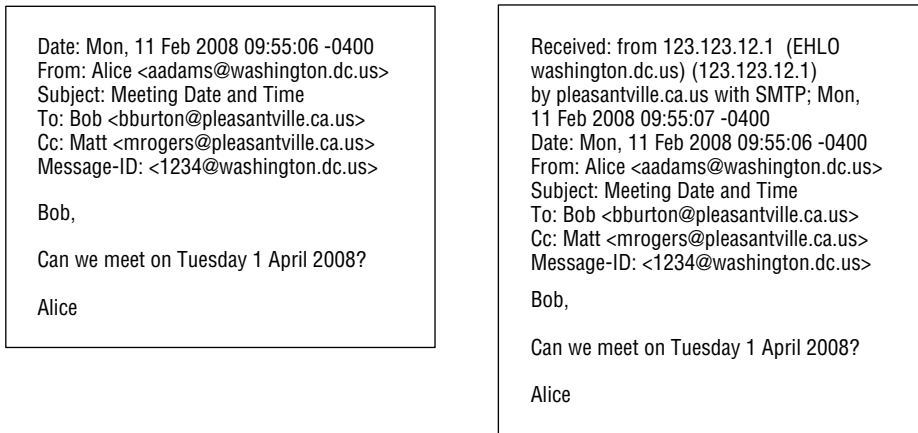 Date: Mon, 11 Feb 2008 09:55:06 -0400
From: Alice <aadams@washington.dc.us>
Subject: Meeting Date and Time
To: Bob <bburton@pleasantville.ca.us>
Cc: Matt <mrogers@pleasantville.ca.us>
Message-ID: <1234@washington.dc.us>
Bob,
Can we meet on Tuesday 1 April 2008?
Alice
Received: from 123.123.12.1 (EHLO
washington.dc.us) (123.123.12.1)
by pleasantville.ca.us with SMTP; Mon,
11 Feb 2008 09:55:07 -0400
Date: Mon, 11 Feb 2008 09:55:06 -0400
From: Alice <aadams@washington.dc.us>
Subject: Meeting Date and Time
To: Bob <bburton@pleasantville.ca.us>
Cc: Matt <mrogers@pleasantville.ca.us>
Message-ID: <1234@washington.dc.us>
Bob,
Can we meet on Tuesday 1 April 2008?
Alice